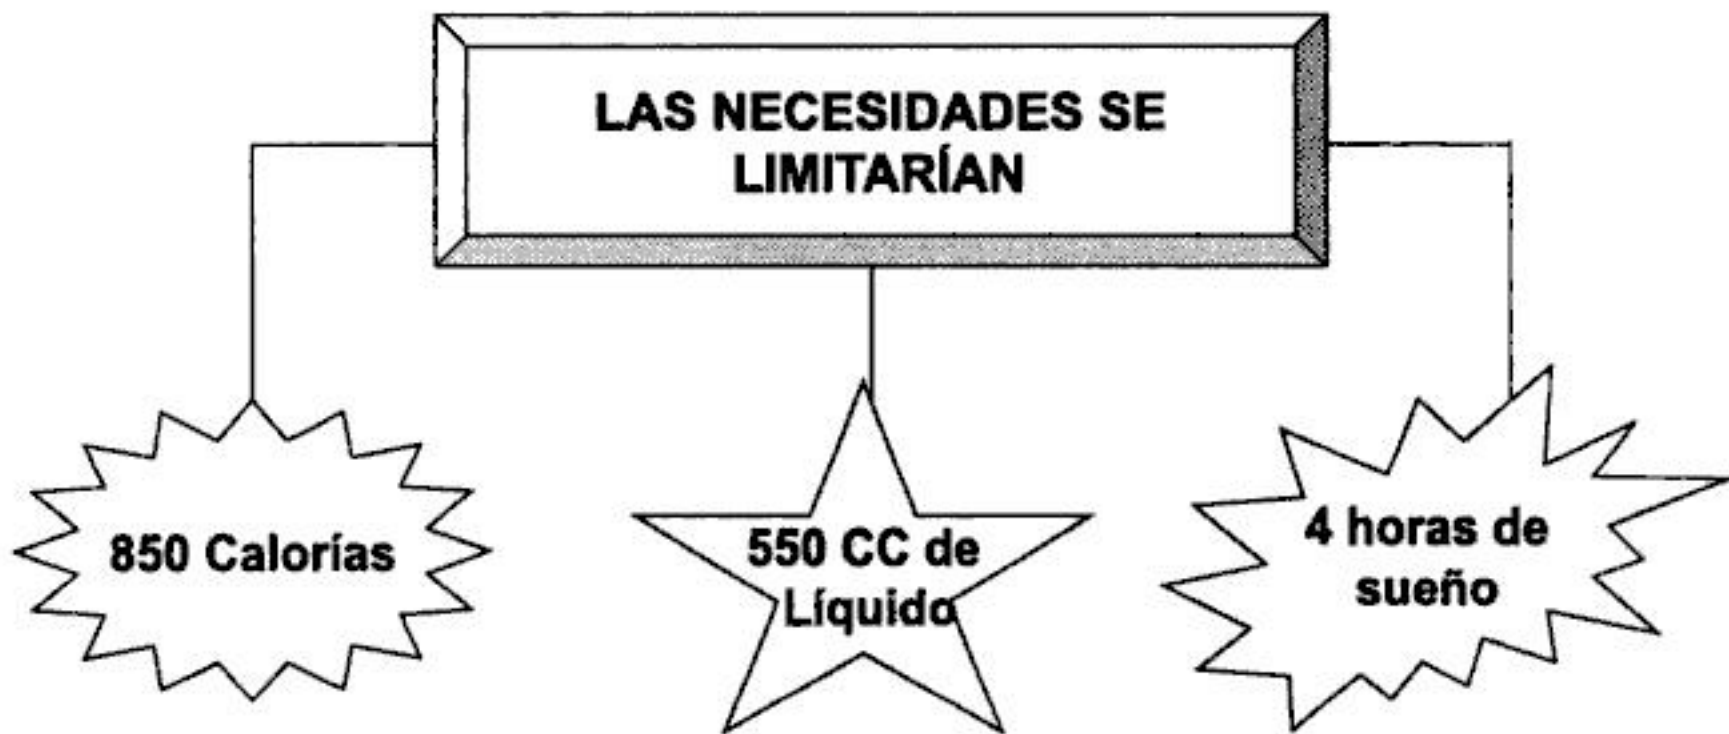 LAS NECESIDADES SE
LIMITARÍAN
850 Calorías
550 CC de
Líquido
4 horas de
sueño